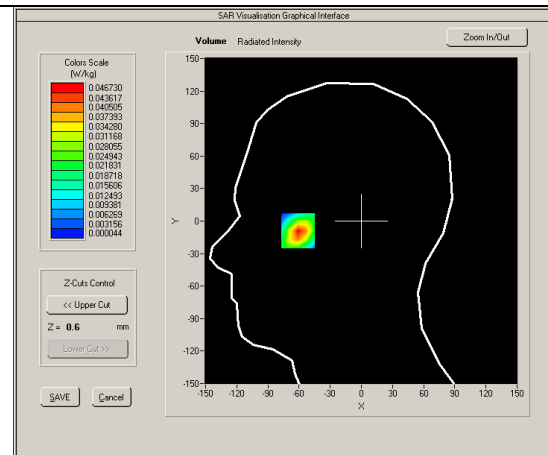 SAR Visualisation Graphical Interface
Volume Radiated Intensity
Zoom In/Out
Colors Scale
(W/kg)
0.046730
0.043617
0.040505
0.037393
0.034280
0.031168
0.028055
0.024943
0.021831
0.018718
0.015606
0.012493
0.009381
0.006269
0.003156
0.000044
Z-Cuts Control
<< Upper Cut
Z = 0.6 mm
Lower Cut >>
SAVE Cancel
150
120
90
60
30
0
-30
-60
-90
-120
-150
Y
-150 -120 -90 -60 -30 0 30 60 90 120 150
X